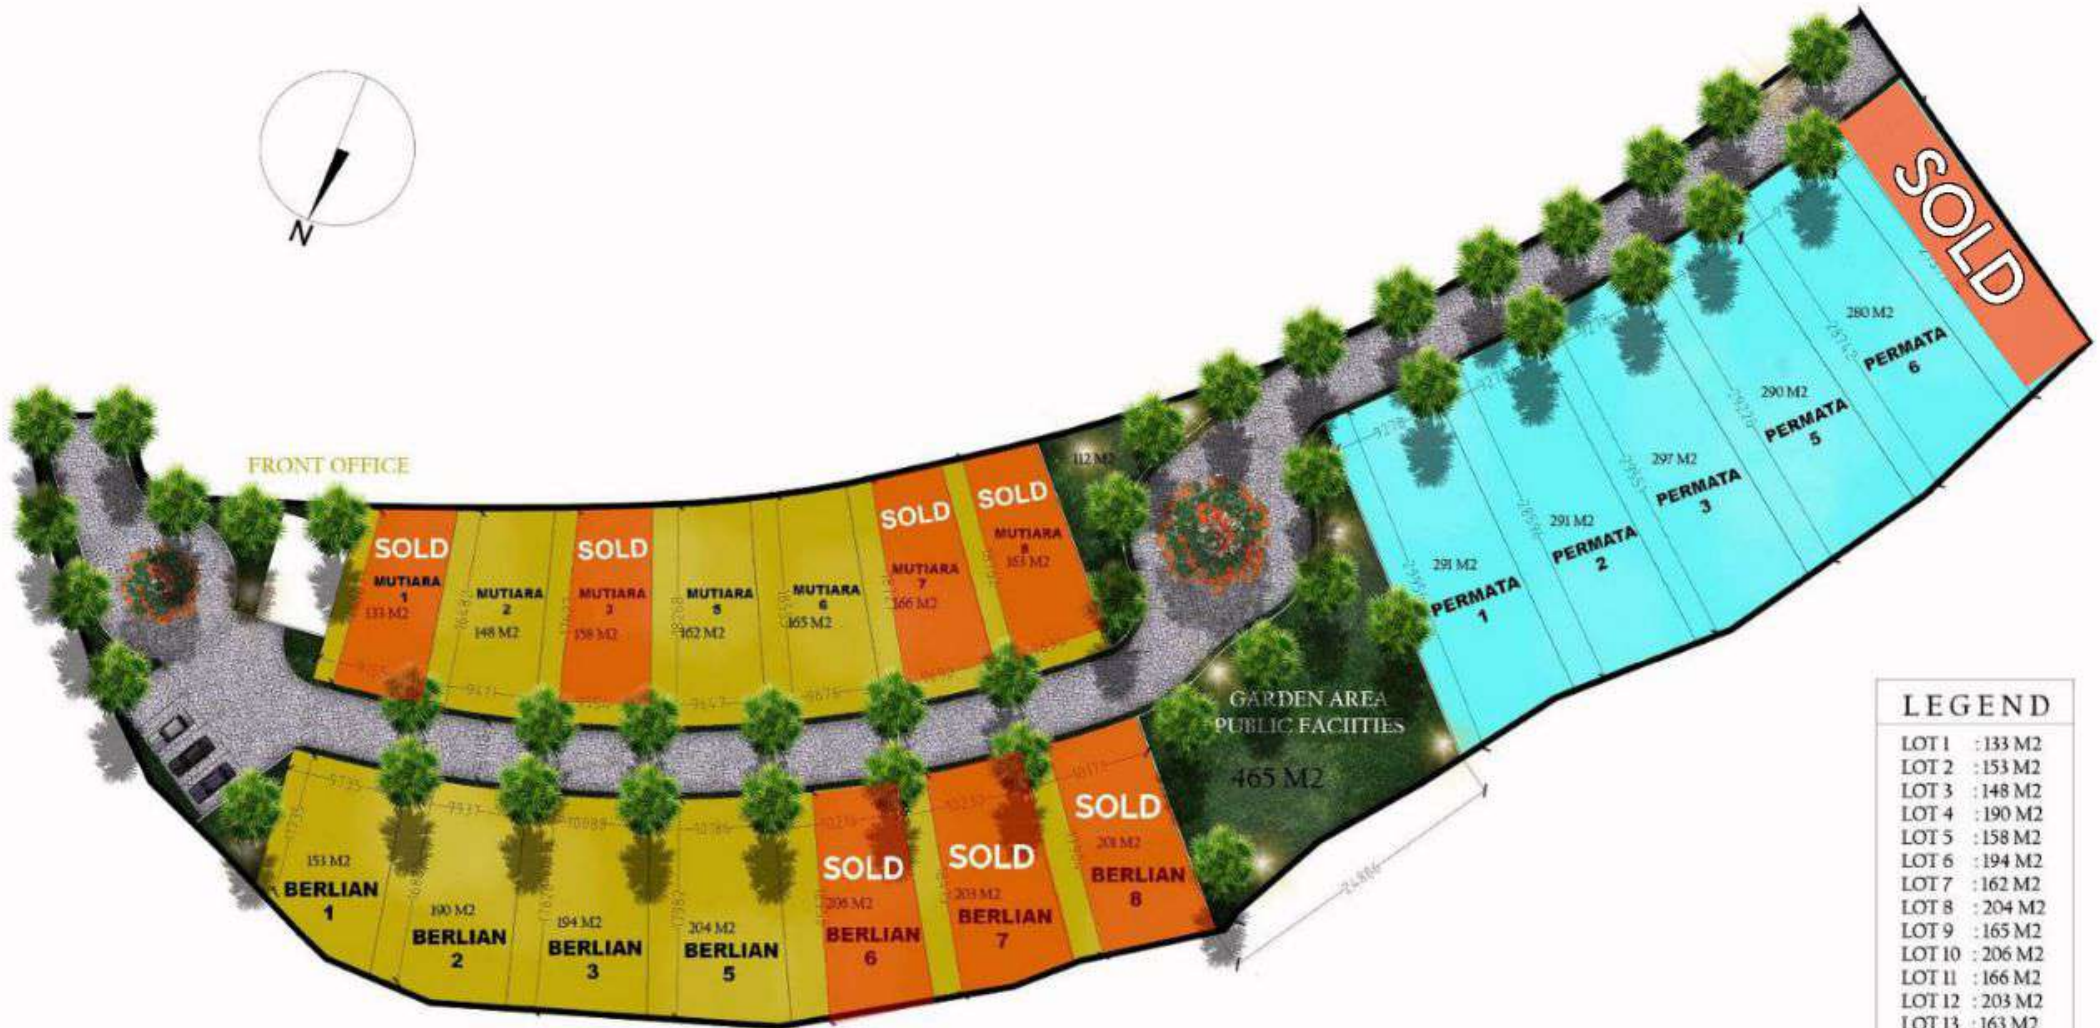 N
FRONT OFFICE
SOLD
MUTIARA
1
133 M2
MUTIARA
2
148 M2
SOLD
MUTIARA
3
158 M2
MUTIARA
5
162 M2
MUTIARA
6
165 M2
SOLD
MUTIARA
7
166 M2
SOLD
MUTIARA
8
163 M2
112 M2
153 M2
BERLIAN
1
190 M2
BERLIAN
2
194 M2
BERLIAN
3
204 M2
BERLIAN
5
SOLD
206 M2
BERLIAN
6
SOLD
203 M2
BERLIAN
7
SOLD
201 M2
BERLIAN
8
GARDEN AREA
PUBLIC FACIITIES
465 M2
24886
291 M2
PERMATA
1
291 M2
PERMATA
2
297 M2
PERMATA
3
290 M2
PERMATA
5
280 M2
PERMATA
6
SOLD
LEGEND
LOT 1 : 133 M2
LOT 2 : 153 M2
LOT 3 : 148 M2
LOT 4 : 190 M2
LOT 5 : 158 M2
LOT 6 : 194 M2
LOT 7 : 162 M2
LOT 8 : 204 M2
LOT 9 : 165 M2
LOT 10 : 206 M2
LOT 11 : 166 M2
LOT 12 : 203 M2
LOT 13 : 163 M2